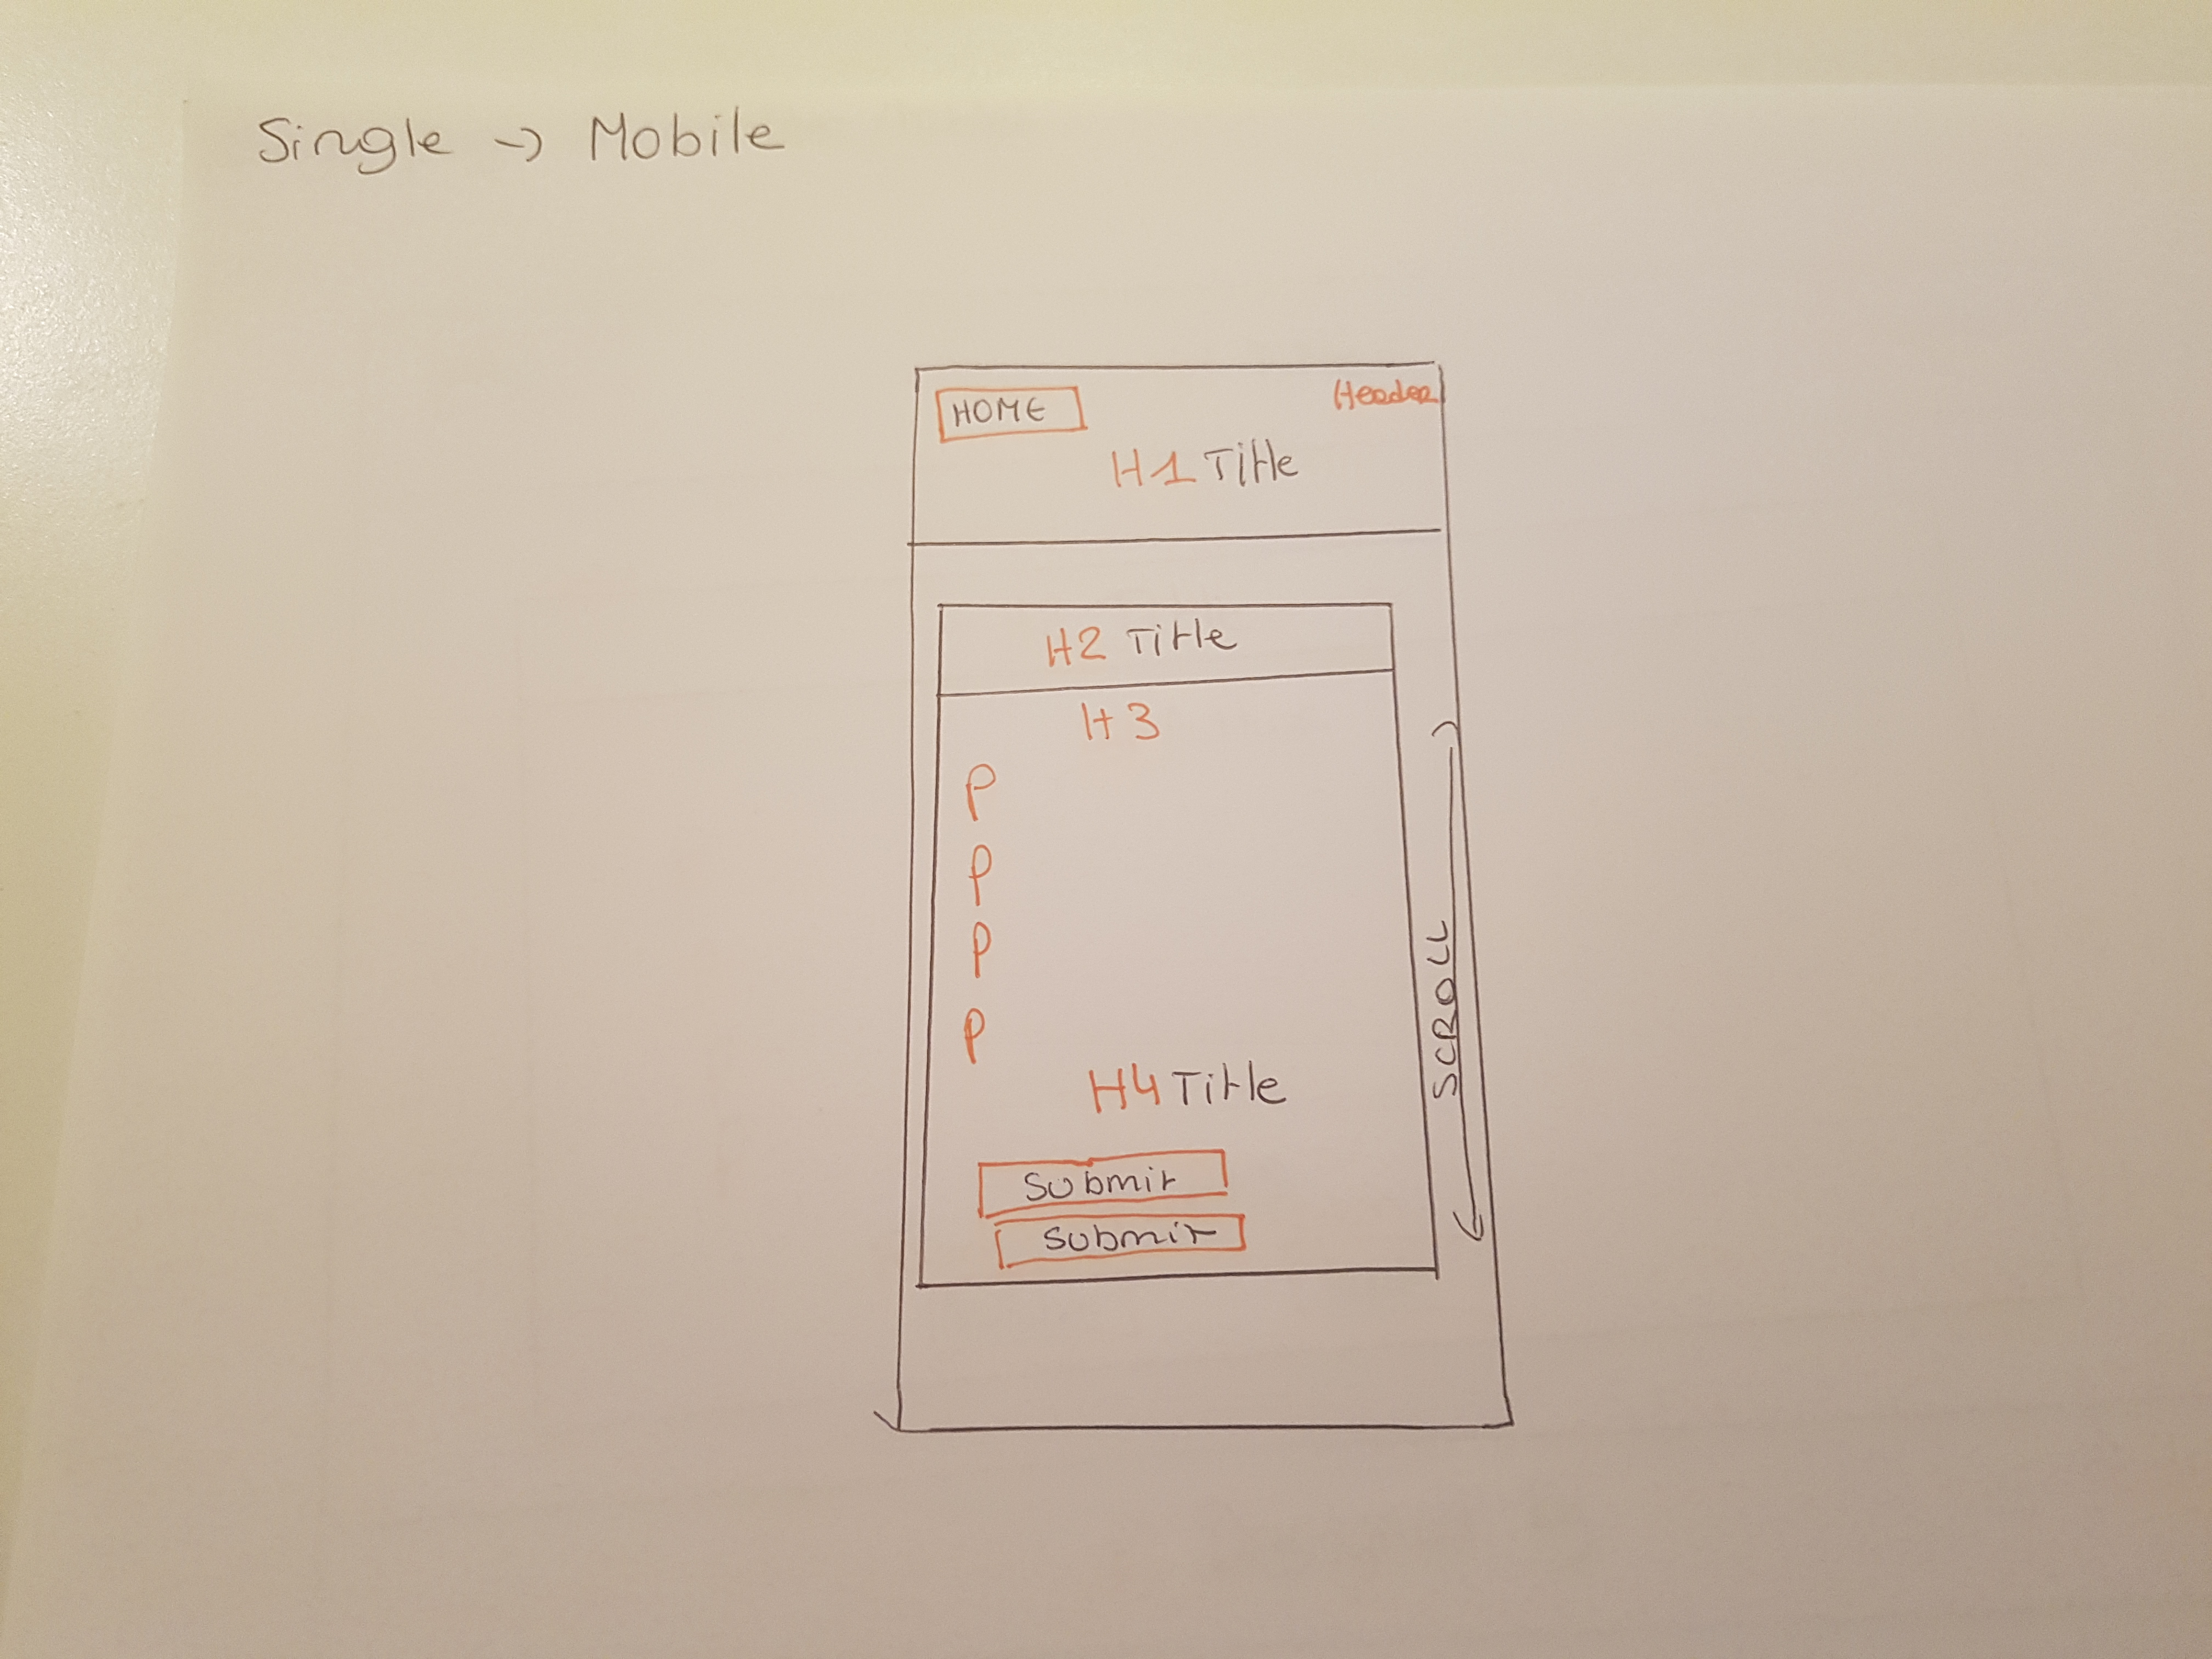 Single → Mobile
HOME
Header
H1 Title
H2 Title
H3
P
P
P
P
H4 Title
Submit
Submit
SCROLL